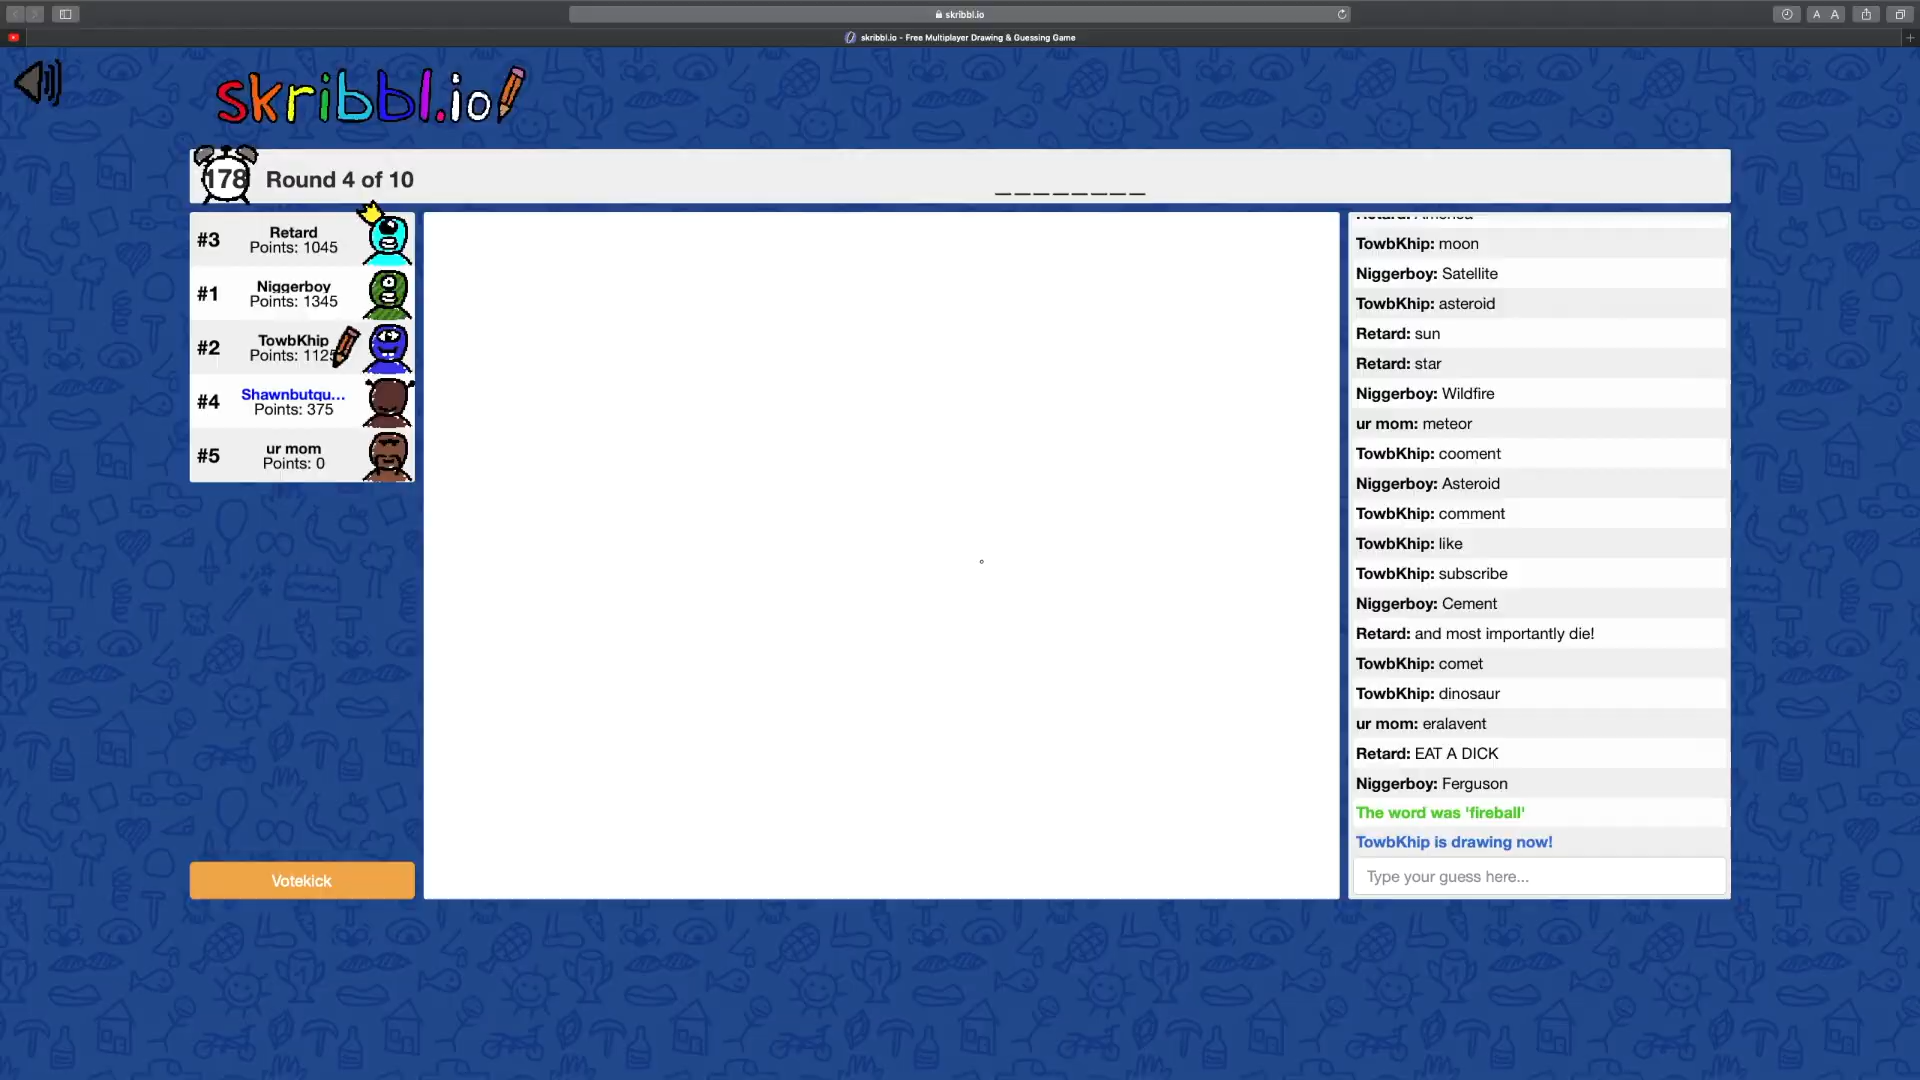 skribbl.io
skribbl.io - Free Multiplayer Drawing & Guessing Game
A A
skribbl.io
178
Round 4 of 10
________
#3
Retard
Points: 1045
#1
Niggerboy
Points: 1345
#2
TowbKhip
Points: 1125
#4
Shawnbutqu...
Points: 375
#5
ur mom
Points: 0
Votekick
Retard: America
TowbKhip: moon
Niggerboy: Satellite
TowbKhip: asteroid
Retard: sun
Retard: star
Niggerboy: Wildfire
ur mom: meteor
TowbKhip: cooment
Niggerboy: Asteroid
TowbKhip: comment
TowbKhip: like
TowbKhip: subscribe
Niggerboy: Cement
Retard: and most importantly die!
TowbKhip: comet
TowbKhip: dinosaur
ur mom: eralavent
Retard: EAT A DICK
Niggerboy: Ferguson
The word was 'fireball'
TowbKhip is drawing now!
Type your guess here...